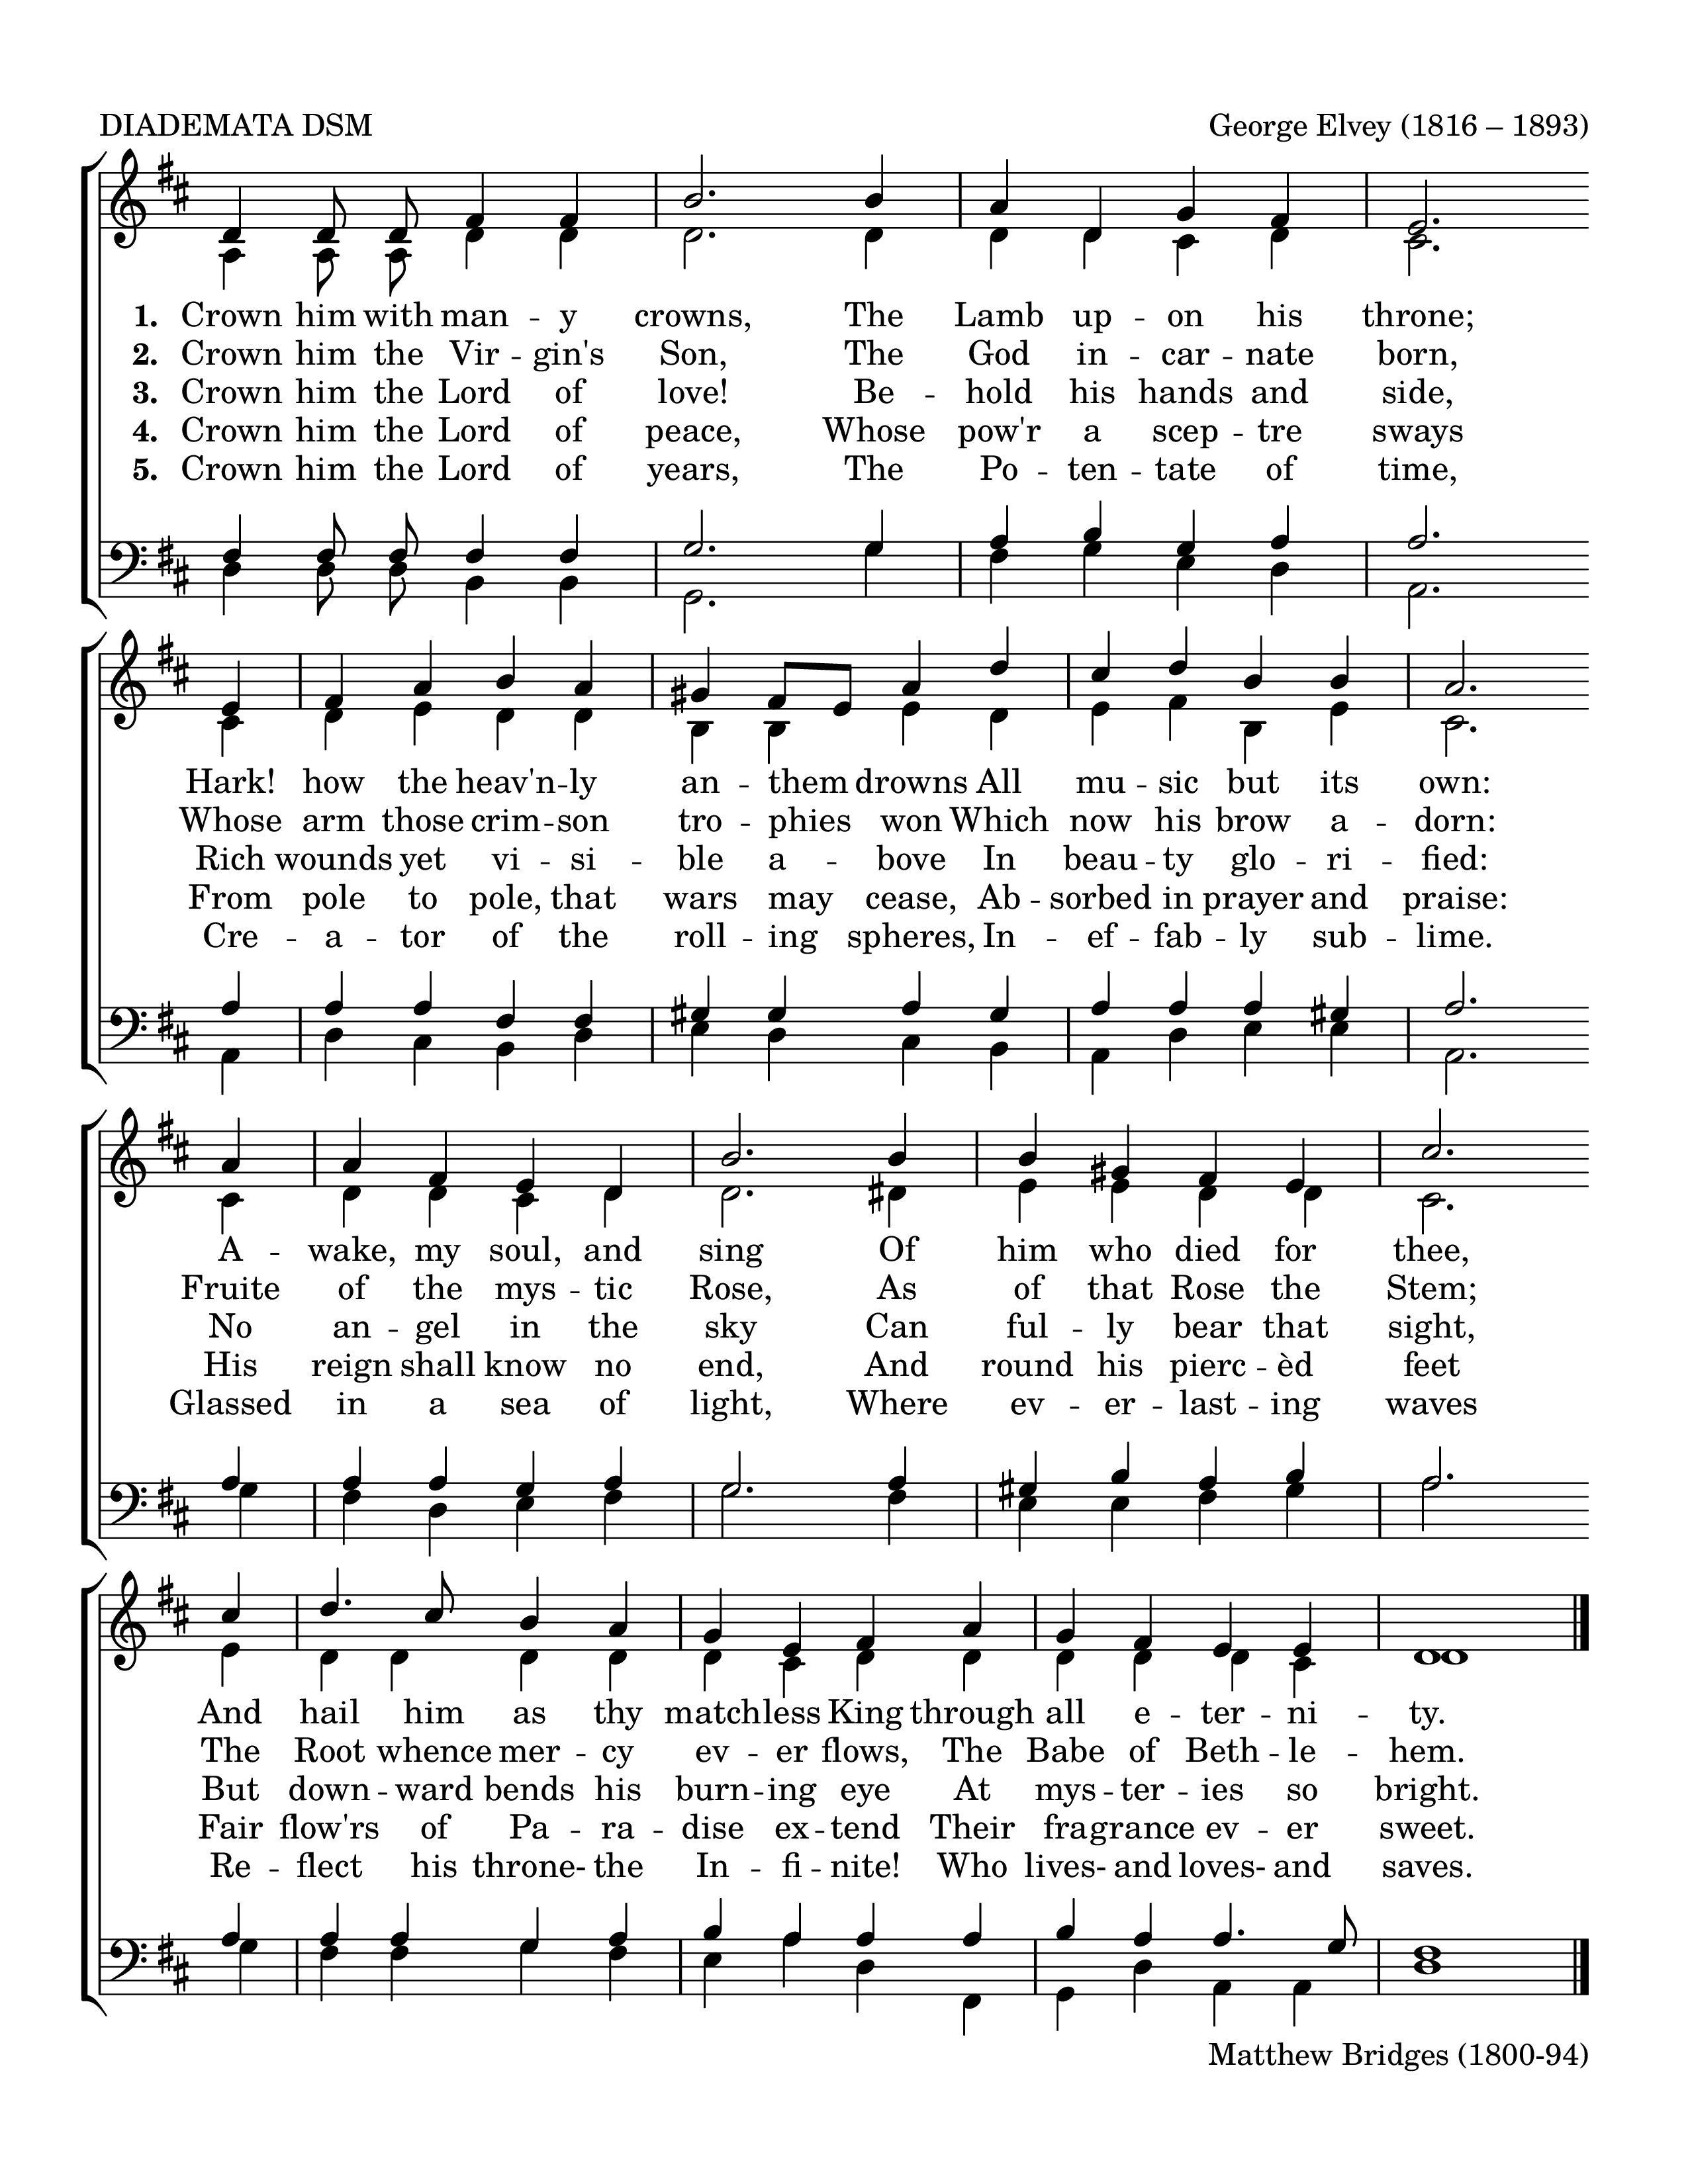 DIADEMATA DSM George Elvey (1816 – 1893)
1. Crown him with man -- y crowns, The Lamb up -- on his throne;
2. Crown him the Vir -- gin's Son, The God in -- car -- nate born,
3. Crown him the Lord of love! Be -- hold his hands and side,
4. Crown him the Lord of peace, Whose pow'r a scep -- tre sways
5. Crown him the Lord of years, The Po -- ten -- tate of time,
Hark! how the heav'n -- ly an -- them drowns All mu -- sic but its own:
Whose arm those crim -- son tro -- phies won Which now his brow a -- dorn:
Rich wounds yet vi -- si -- ble a -- bove In beau -- ty glo -- ri -- fied:
From pole to pole, that wars may cease, Ab -- sorbed in prayer and praise:
Cre -- a -- tor of the roll -- ing spheres, In -- ef -- fab -- ly sub -- lime.
A -- wake, my soul, and sing Of him who died for thee,
Fruite of the mys -- tic Rose, As of that Rose the Stem;
No an -- gel in the sky Can ful -- ly bear that sight,
His reign shall know no end, And round his pierc -- èd feet
Glassed in a sea of light, Where ev -- er -- last -- ing waves
And hail him as thy matchless King through all e -- ter -- ni -- ty.
The Root whence mer -- cy ev -- er flows, The Babe of Beth -- le -- hem.
But down -- ward bends his burn -- ing eye At mys -- ter -- ies so bright.
Fair flow'rs of Pa -- ra -- dise ex -- tend Their fragrance ev -- er sweet.
Re -- flect his throne- the In -- fi -- nite! Who lives- and loves- and saves.
Matthew Bridges (1800-94)